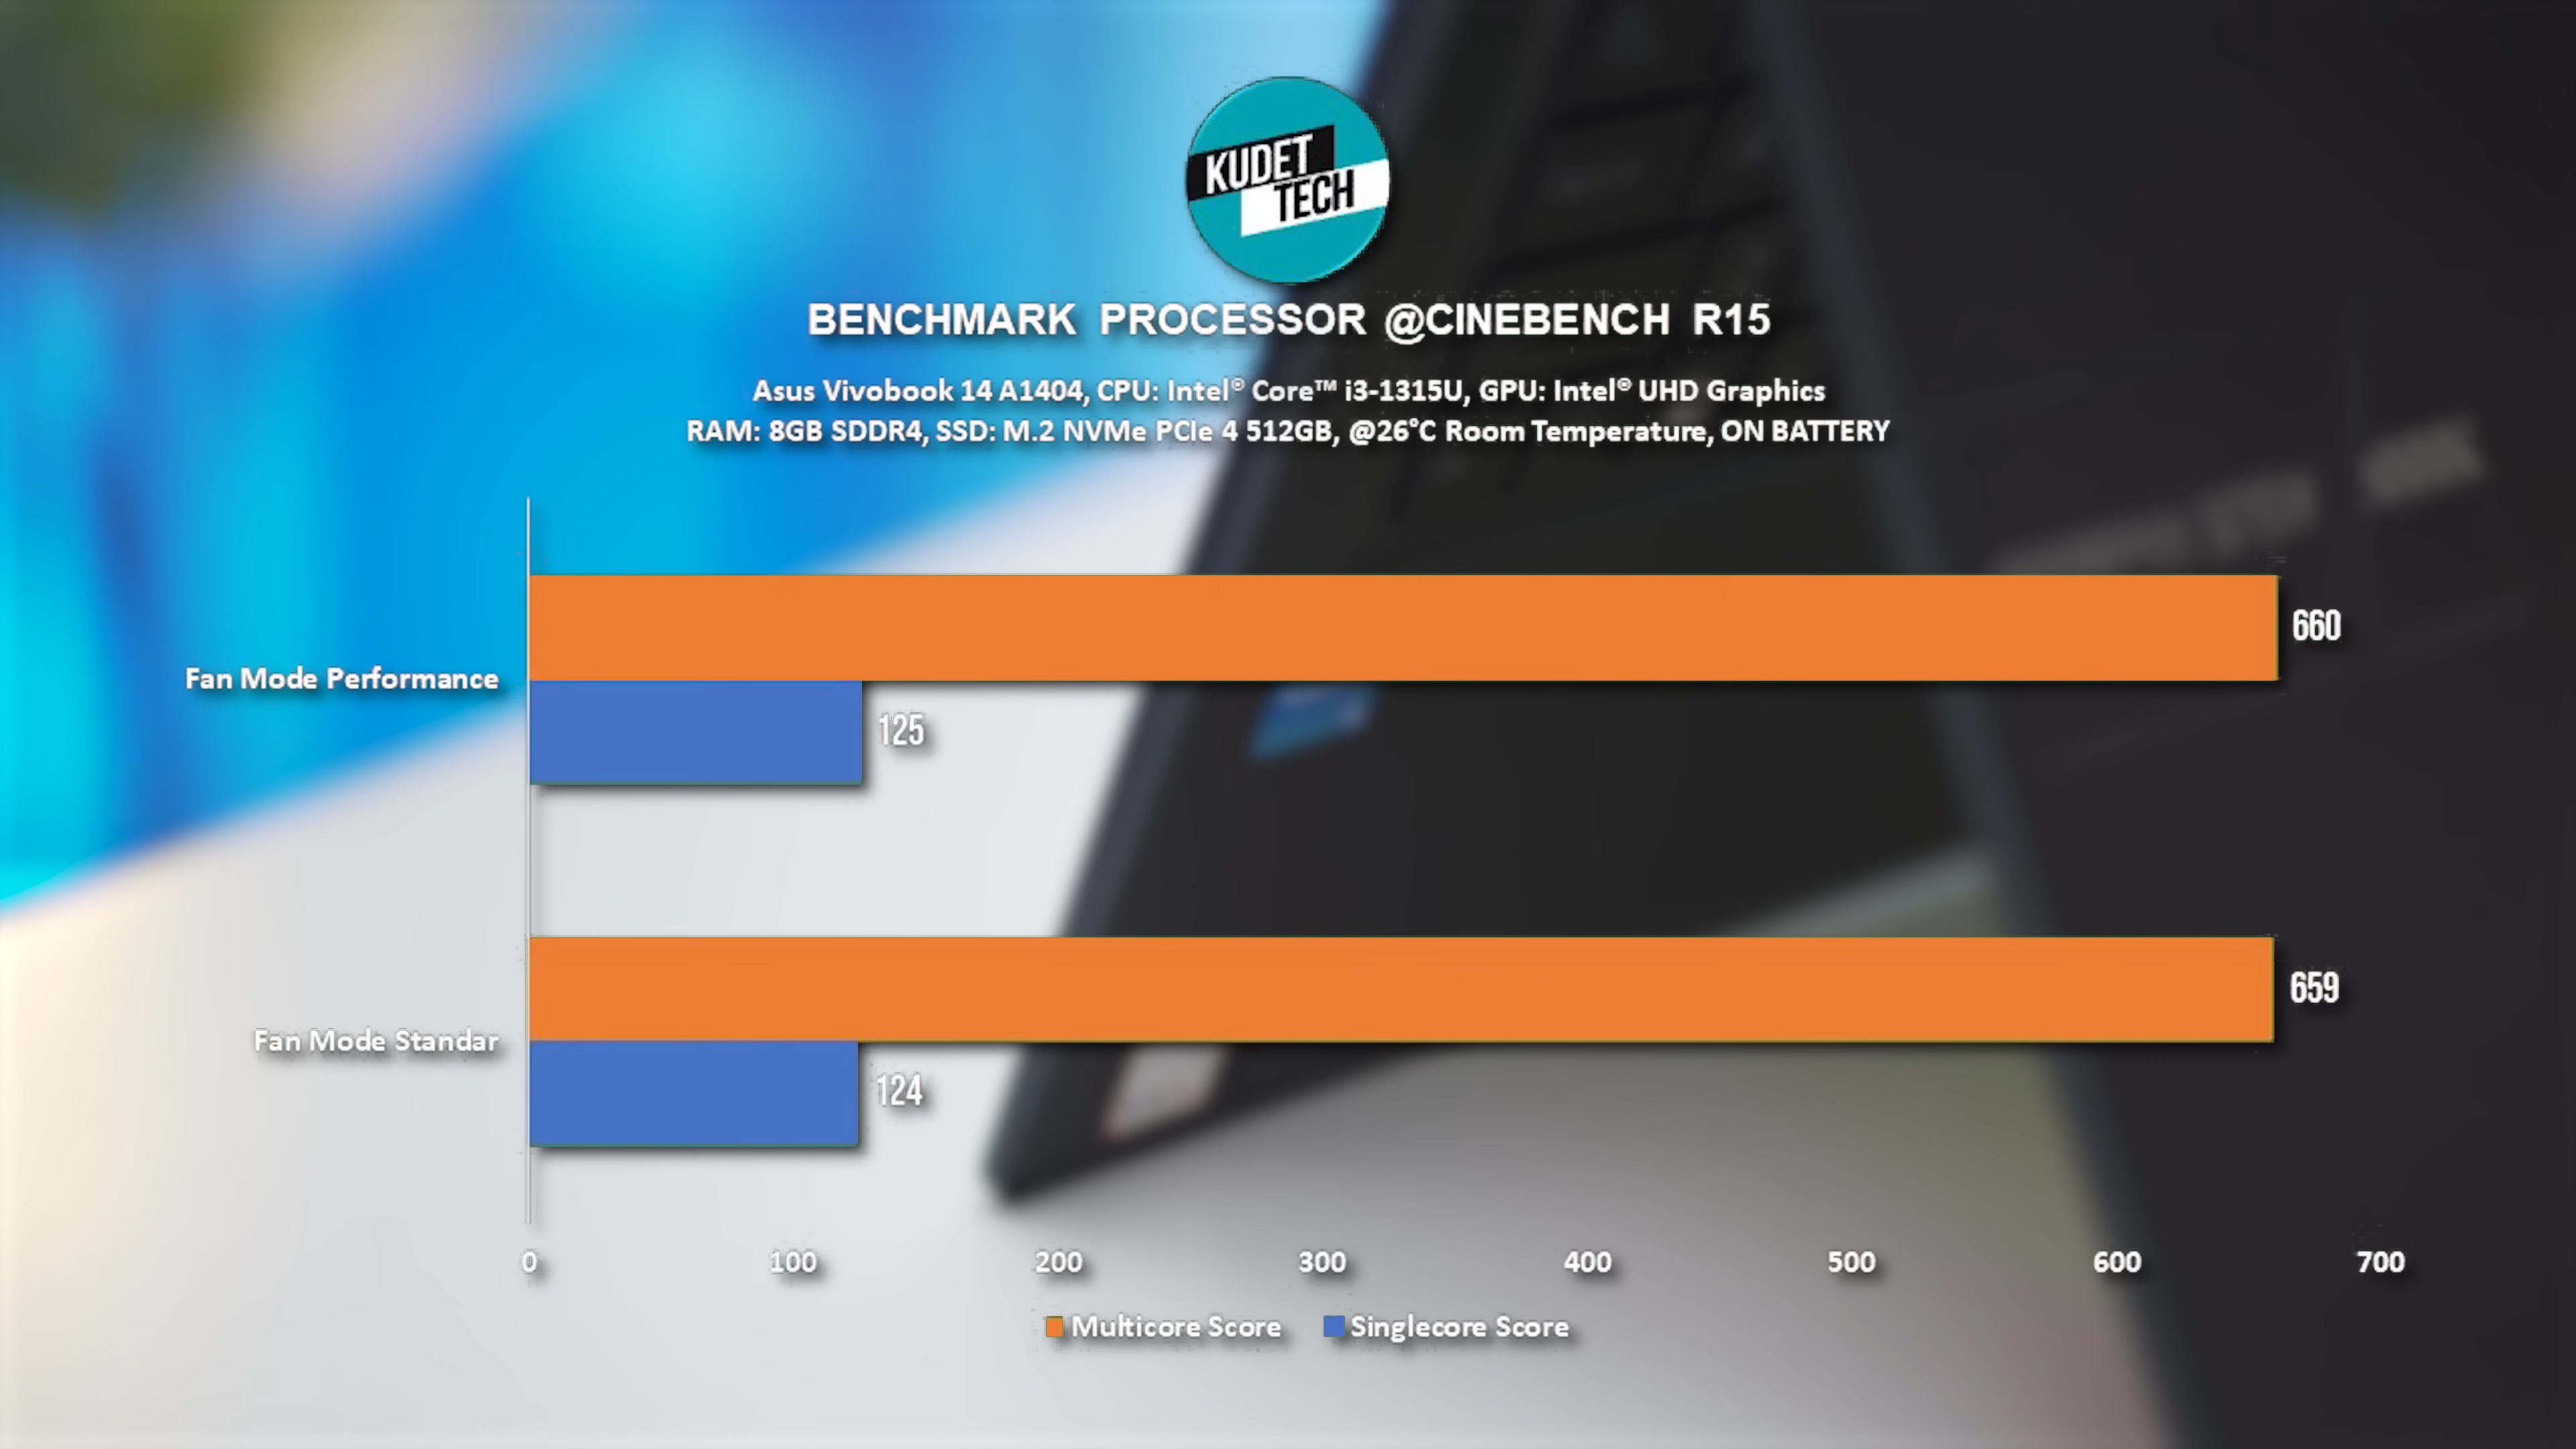 KUDET
TECH
BENCHMARK PROCESSOR @CINEBENCH R15
Asus Vivobook 14 A1404, CPU: Intel® Core™ i3-1315U, GPU: Intel® UHD Graphics
RAM: 8GB SDDR4, SSD: M.2 NVMe PCIe 4 512GB, @26°C Room Temperature, ON BATTERY
660
Fan Mode Performance
125
659
Fan Mode Standar
124
0 100 200 300 400 500 600 700
Multicore Score Singlecore Score